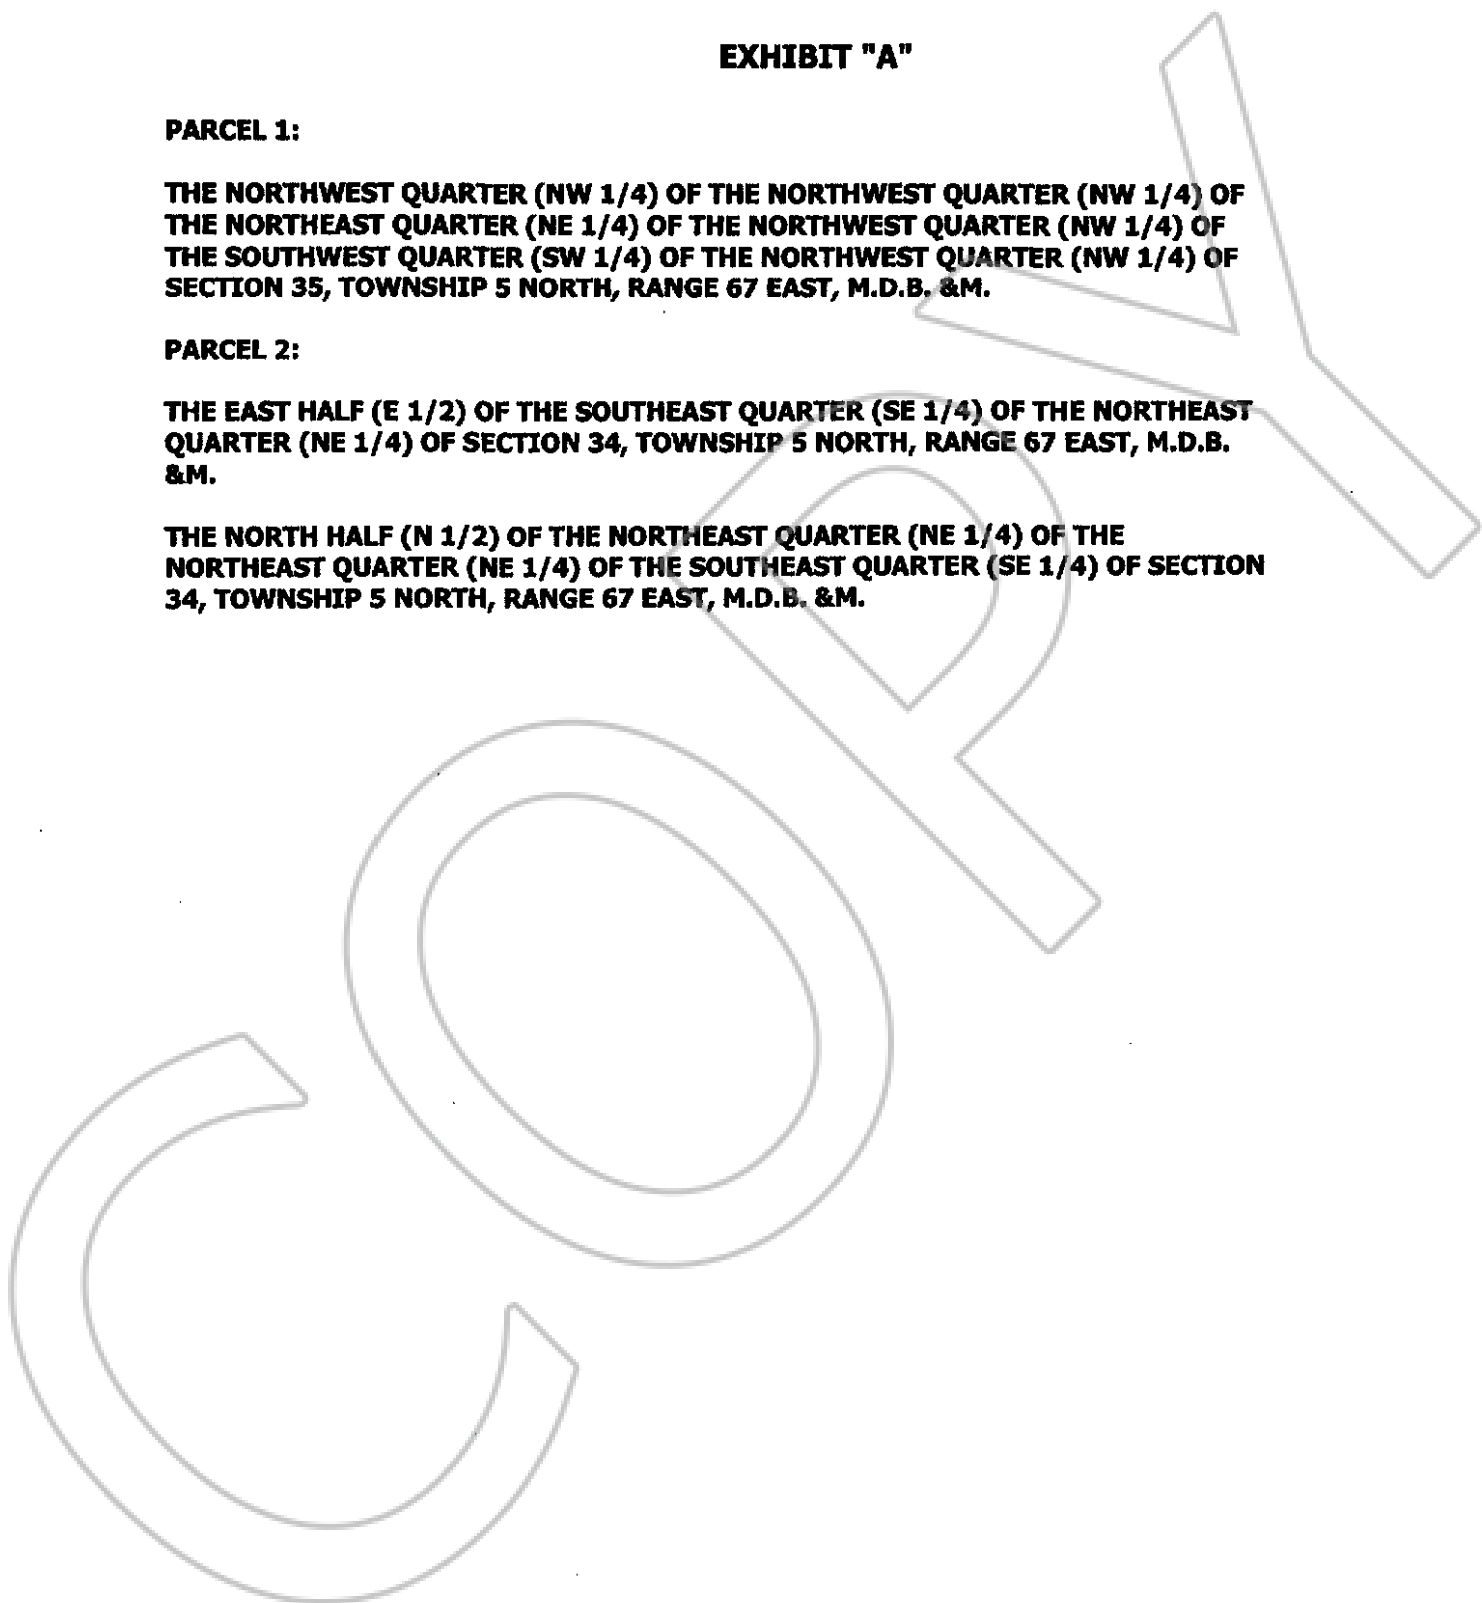 EXHIBIT "A"
PARCEL 1:
THE NORTHWEST QUARTER (NW 1/4) OF THE NORTHWEST QUARTER (NW 1/4) OF
THE NORTHEAST QUARTER (NE 1/4) OF THE NORTHWEST QUARTER (NW 1/4) OF
THE SOUTHWEST QUARTER (SW 1/4) OF THE NORTHWEST QUARTER (NW 1/4) OF
SECTION 35, TOWNSHIP 5 NORTH, RANGE 67 EAST, M.D.B. &M.
PARCEL 2:
THE EAST HALF (E 1/2) OF THE SOUTHEAST QUARTER (SE 1/4) OF THE NORTHEAST
QUARTER (NE 1/4) OF SECTION 34, TOWNSHIP 5 NORTH, RANGE 67 EAST, M.D.B.
&M.
THE NORTH HALF (N 1/2) OF THE NORTHEAST QUARTER (NE 1/4) OF THE
NORTHEAST QUARTER (NE 1/4) OF THE SOUTHEAST QUARTER (SE 1/4) OF SECTION
34, TOWNSHIP 5 NORTH, RANGE 67 EAST, M.D.B. &M.
COPY